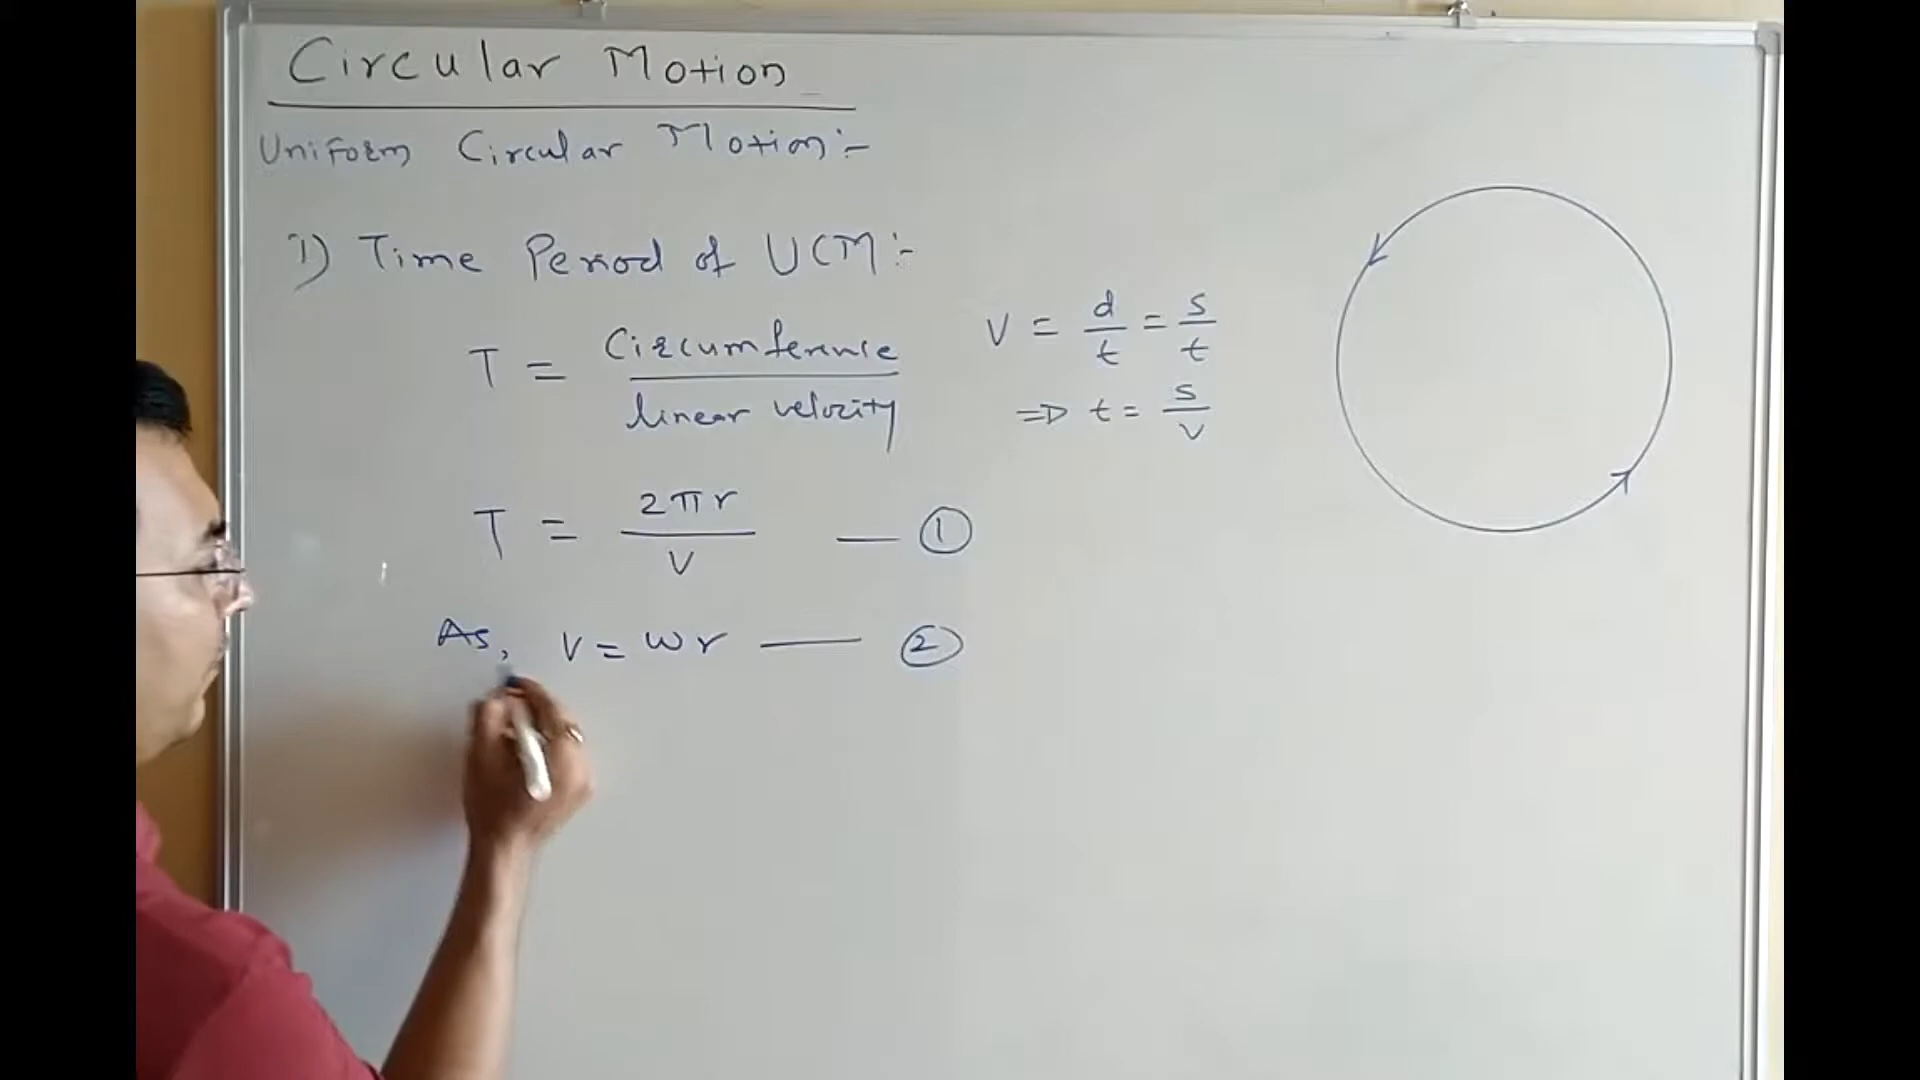 Circular Motion
Uniform Circular Motion:-
1) Time Period of UCM:-
T = Circumference / linear velocity
V = d/t = s/t
=> t = s/v
T = 2πr / v — ①
As, v = ωr — ②